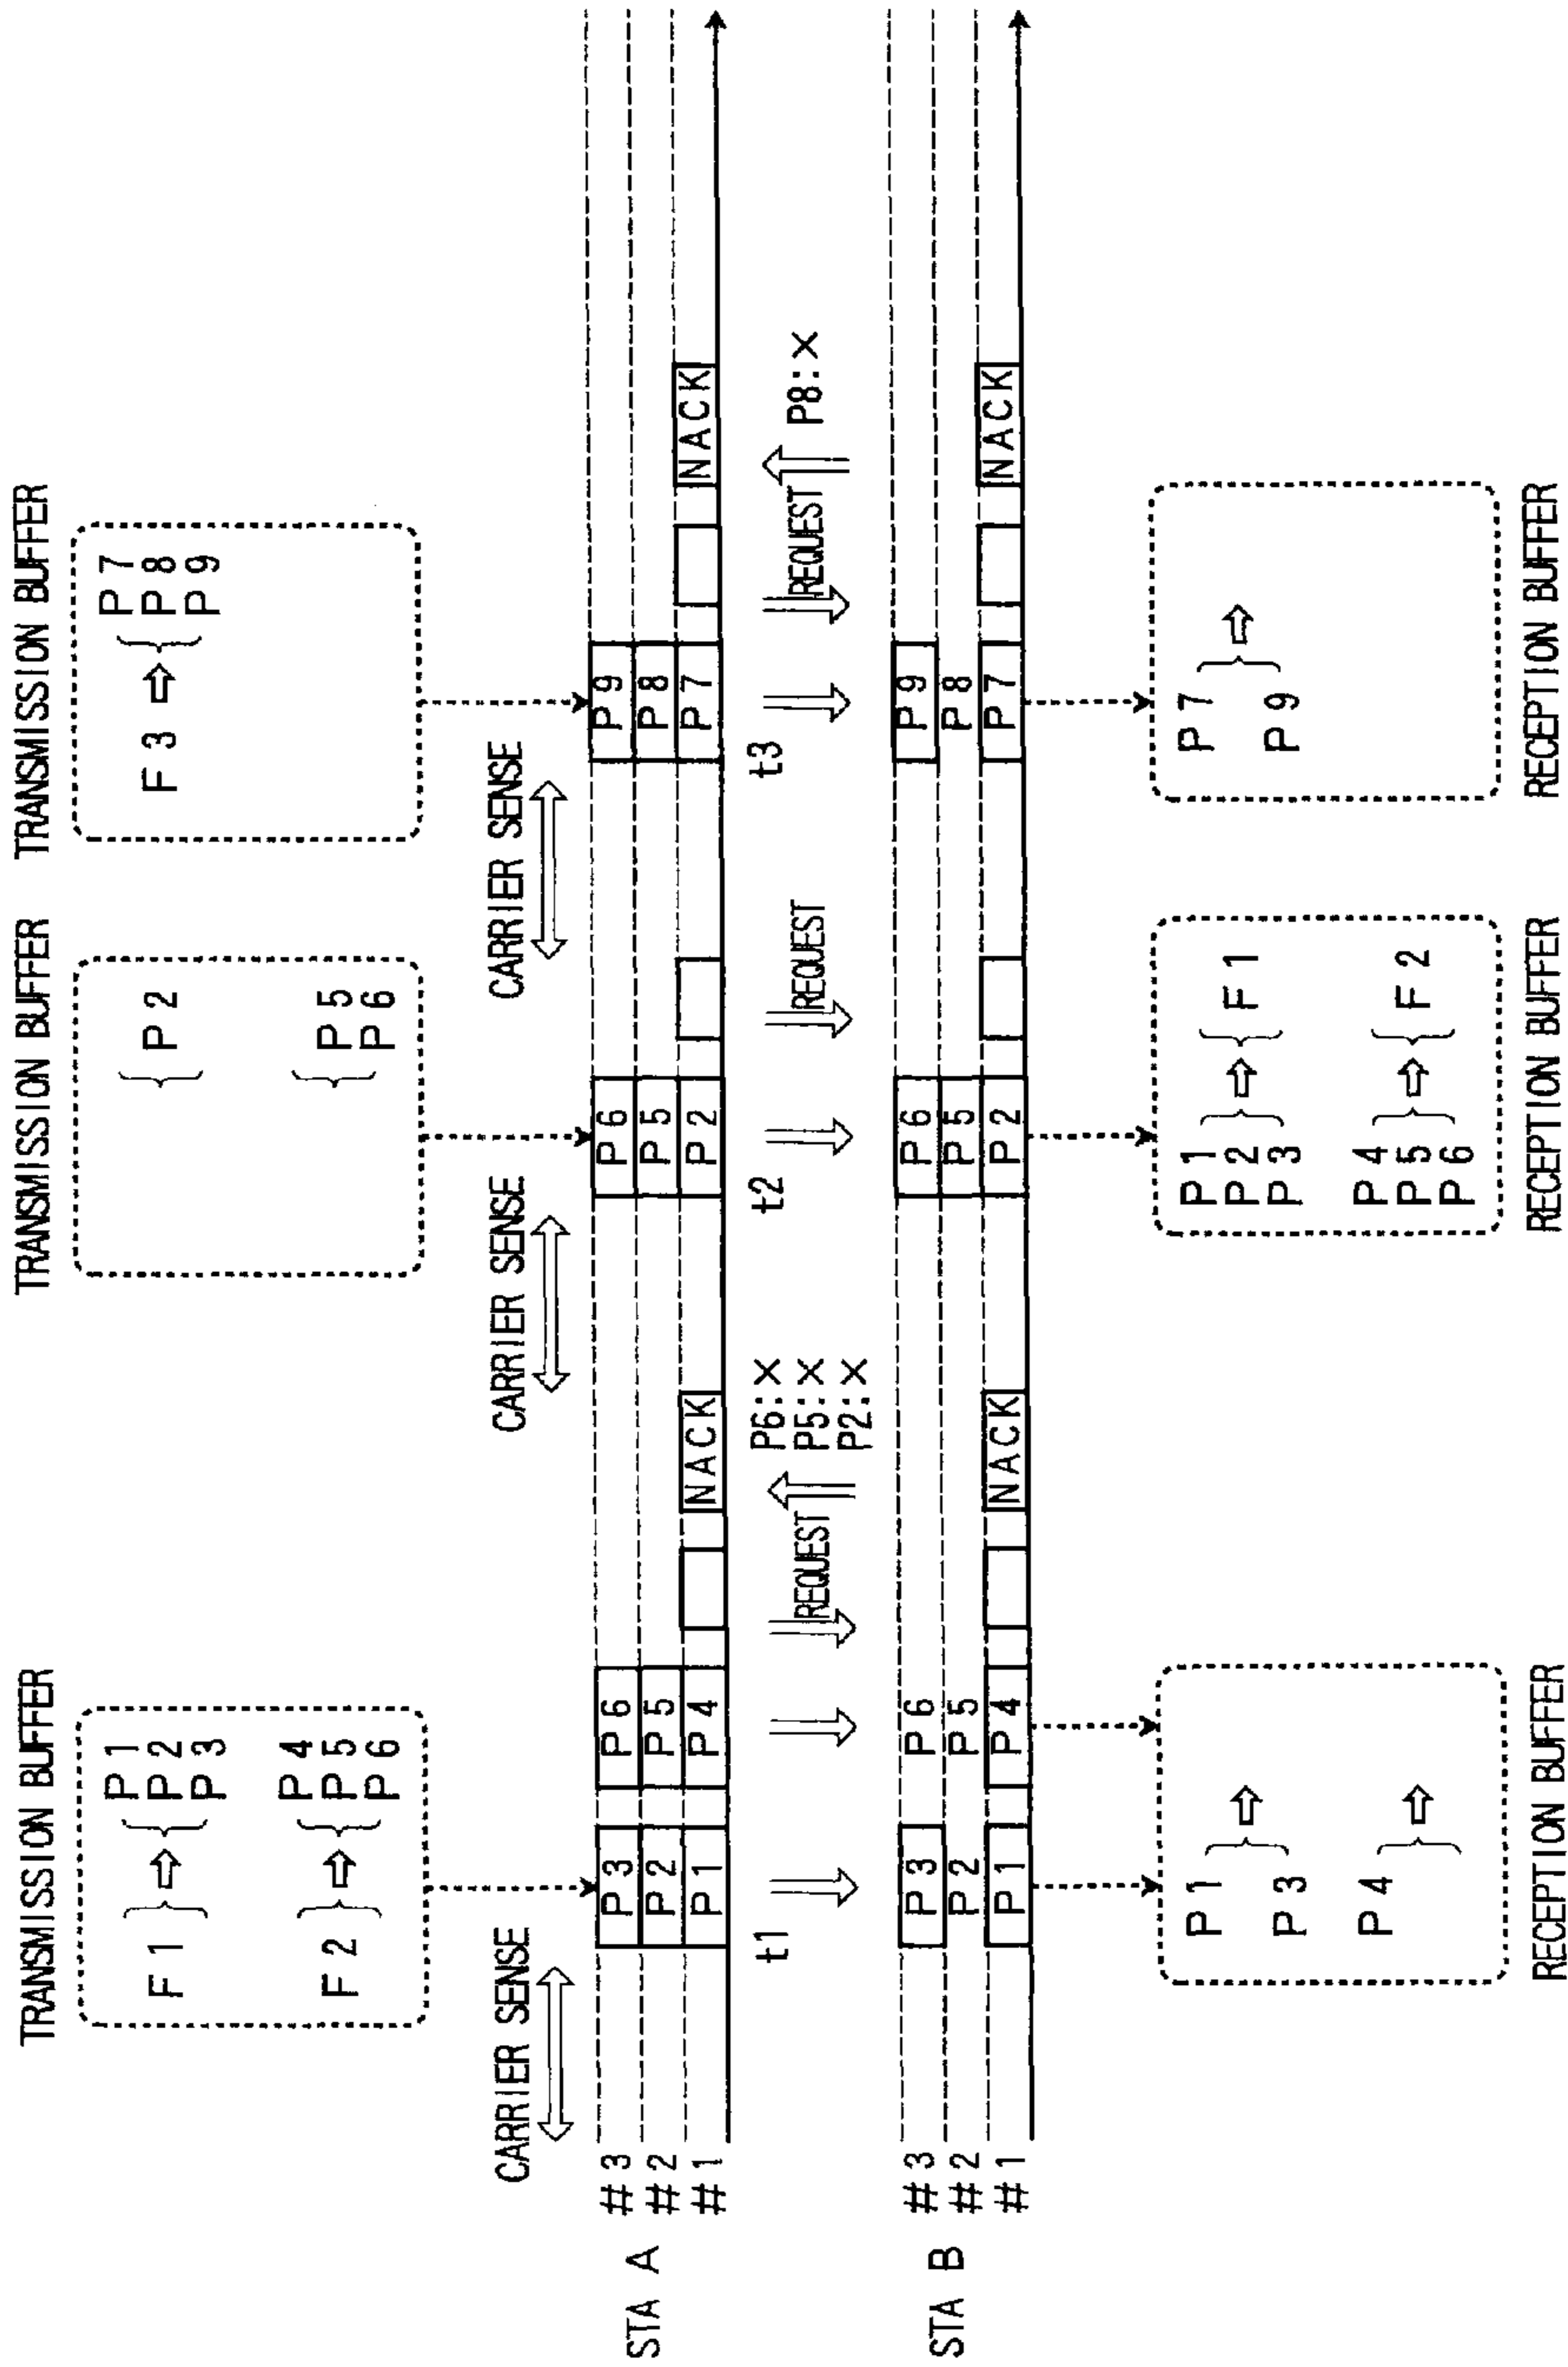 TRANSMISSION BUFFER TRANSMISSION BUFFER TRANSMISSION BUFFER
F1 P1
P2
P3
F2 P4
P5
P6
P2
P5
P6
F3 P7
P8
P9
CARRIER SENSE CARRIER SENSE CARRIER SENSE
STA A
#3 P3 P6 P6 P9
#2 P2 P5 P5 P8
#1 P1 P4 NACK P2 P7 NACK
t1 REQUEST P6:×
P5:×
P2:×
t2 REQUEST
t3 REQUEST P8:×
STA B
#3 P3 P6 P6 P9
#2 P2 P5 P5 P8
#1 P1 P4 NACK P2 P7 NACK
P1
P3
P4
P1
P2 F1
P3
P4
P5 F2
P6
P7
P9
RECEPTION BUFFER RECEPTION BUFFER RECEPTION BUFFER